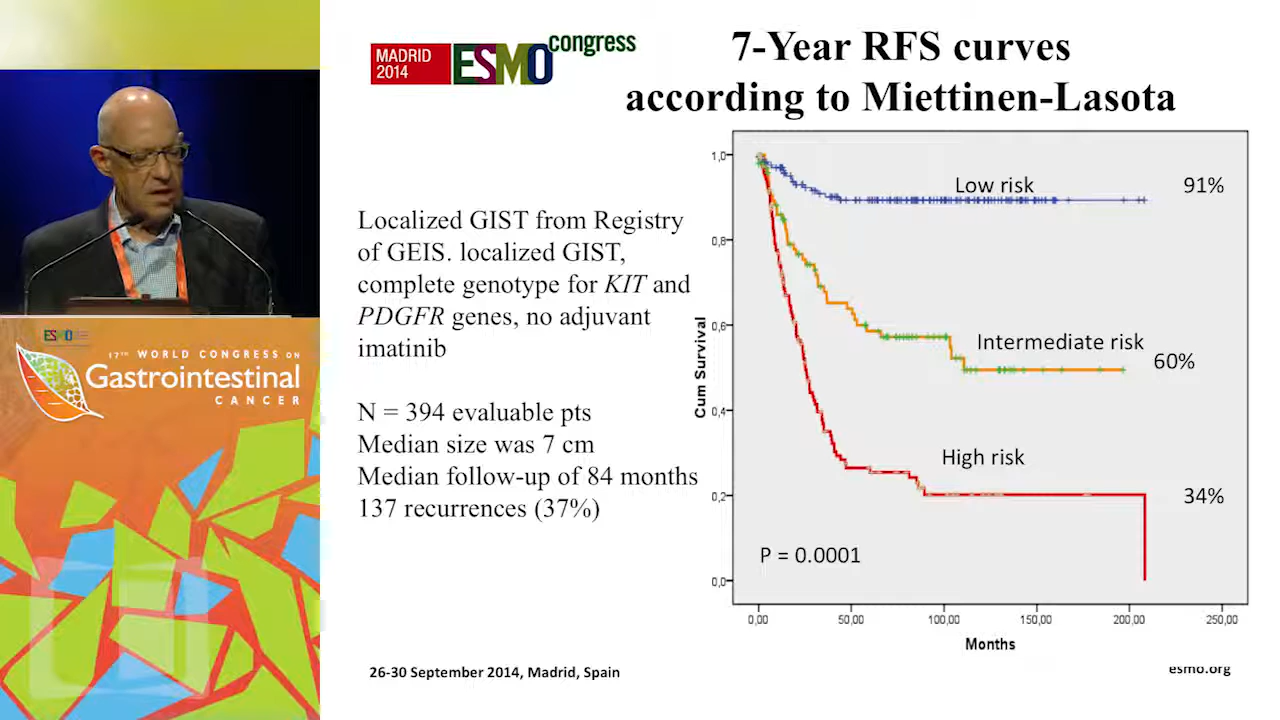 MADRID
2014
ESMO
congress
7-Year RFS curves
according to Miettinen-Lasota
Localized GIST from Registry
of GEIS. localized GIST,
complete genotype for KIT and
PDGFR genes, no adjuvant
imatinib
N = 394 evaluable pts
Median size was 7 cm
Median follow-up of 84 months
137 recurrences (37%)
Cum Survival
1,0
0,8
0,6
0,4
0,2
0,0
Low risk
91%
Intermediate risk
60%
High risk
34%
P = 0.0001
0,00 50,00 100,00 150,00 200,00 250,00
Months
26-30 September 2014, Madrid, Spain
esmo.org
ESMO
17TH WORLD CONGRESS ON
Gastrointestinal
CANCER